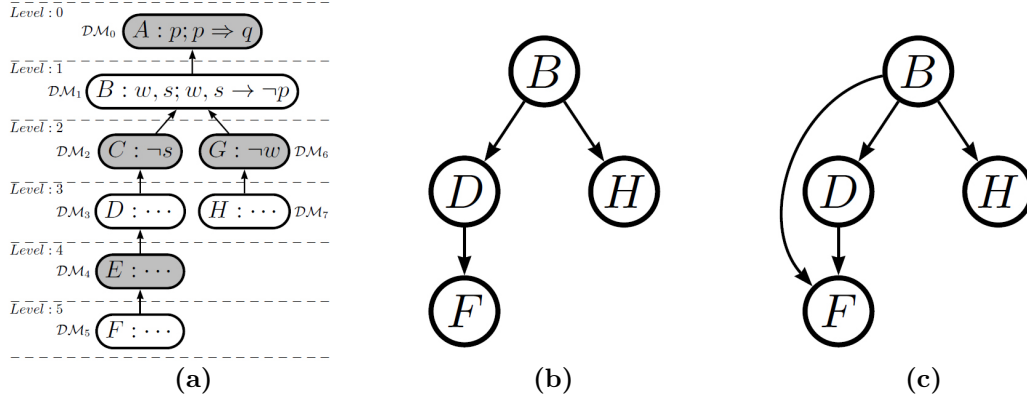 Level : 0
DM₀ A : p; p ⇒ q
Level : 1
DM₁ B : w, s; w, s → ¬p
Level : 2
DM₂ C : ¬s G : ¬w DM₆
Level : 3
DM₃ D : ··· H : ··· DM₇
Level : 4
DM₄ E : ···
Level : 5
DM₅ F : ···
(a)
B
D H
F
(b)
B
D H
F
(c)